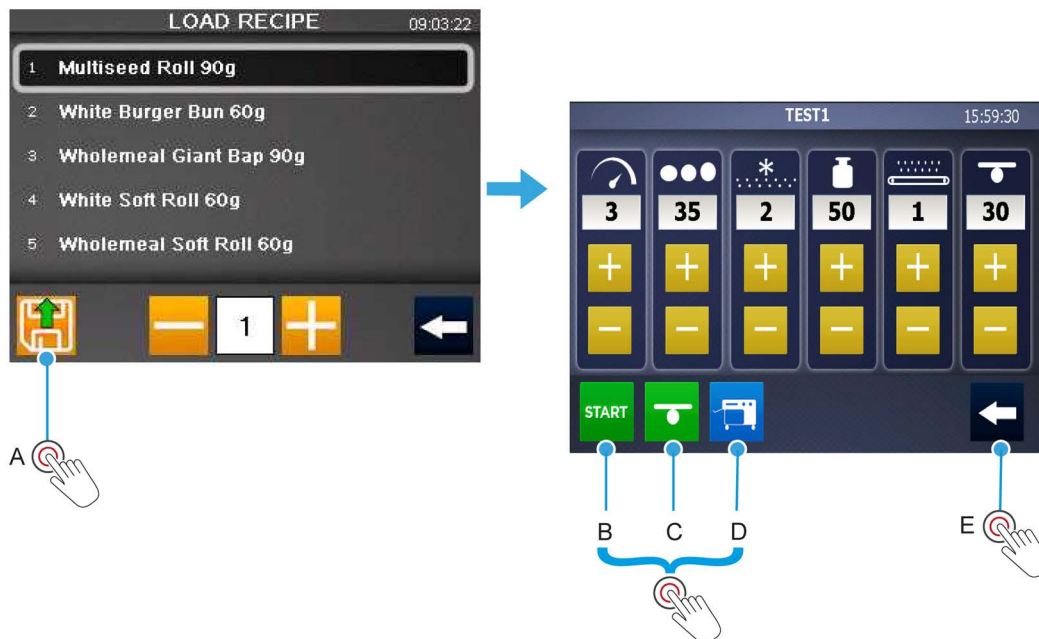 LOAD RECIPE 09:03:22
1 Multiseed Roll 90g
2 White Burger Bun 60g
3 Wholemeal Giant Bap 90g
4 White Soft Roll 60g
5 Wholemeal Soft Roll 60g
1
A
TEST1 15:59:30
3 35 2 50 1 30
+ + + + + +
- - - - - -
START
B C D
E